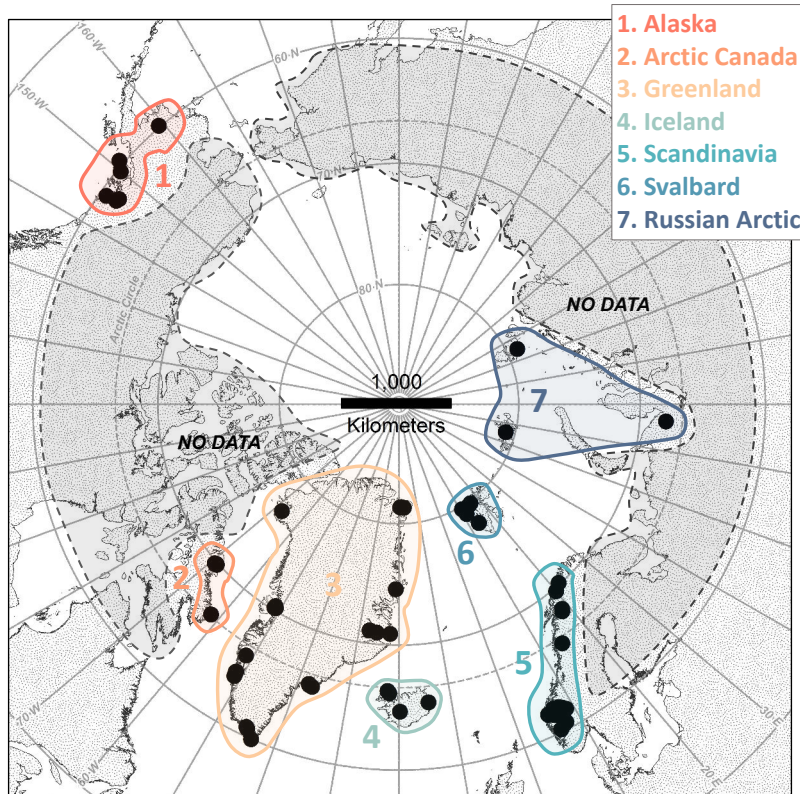 1. Alaska
2. Arctic Canada
3. Greenland
4. Iceland
5. Scandinavia
6. Svalbard
7. Russian Arctic
160°W
60°N
150°W
1
70°N
Arctic Circle
80°N
NO DATA
1,000
Kilometers
7
NO DATA
6
2
3
5
4
70°W
60°W
30°E
20°E